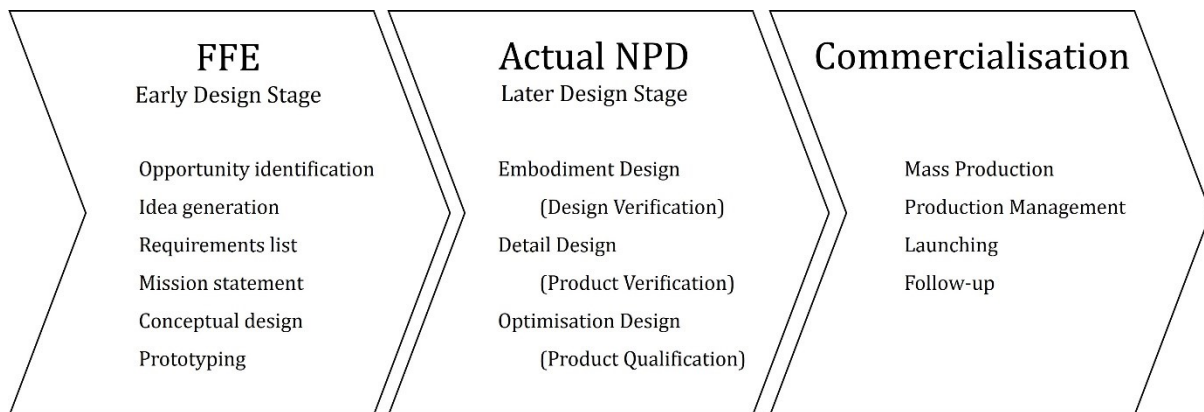 FFE
Early Design Stage
Opportunity identification
Idea generation
Requirements list
Mission statement
Conceptual design
Prototyping
Actual NPD
Later Design Stage
Embodiment Design
(Design Verification)
Detail Design
(Product Verification)
Optimisation Design
(Product Qualification)
Commercialisation
Mass Production
Production Management
Launching
Follow-up